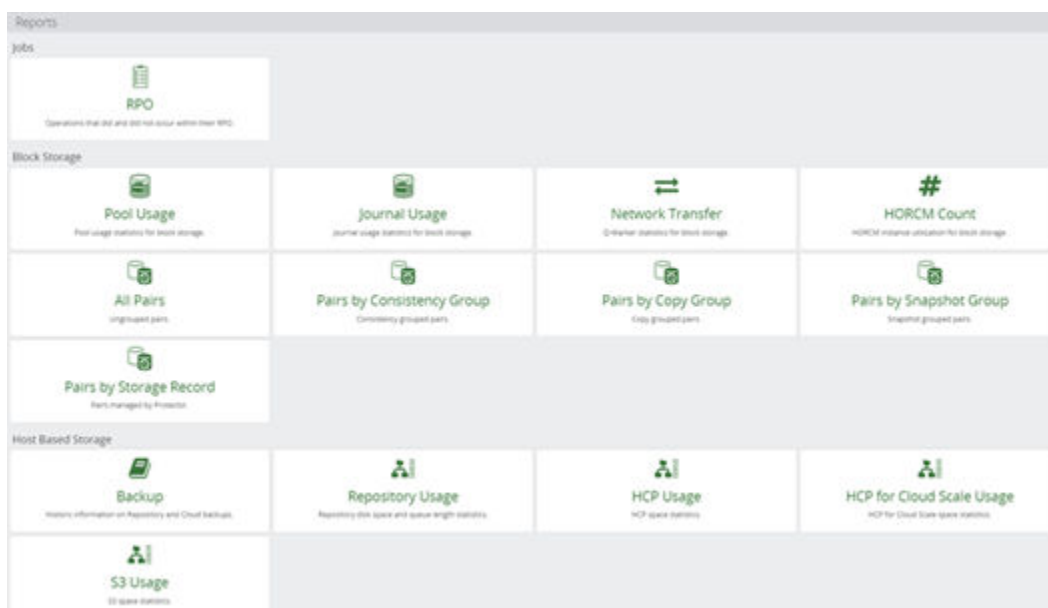 Reports
Jobs
RPO
Operations that did and did not occur within their RPO.
Block Storage
Pool Usage
Pool usage statistics for block storage.
Journal Usage
Journal usage statistics for block storage.
Network Transfer
Q-Marker statistics for block storage.
#
HORCM Count
HORCM instance utilization for block storage.
All Pairs
Ungrouped pairs.
Pairs by Consistency Group
Consistency grouped pairs.
Pairs by Copy Group
Copy grouped pairs.
Pairs by Snapshot Group
Snapshot grouped pairs.
Pairs by Storage Record
Pairs managed by Protector.
Host Based Storage
Backup
Historic information on Repository and Cloud backups.
Repository Usage
Repository disk space and queue length statistics.
HCP Usage
HCP space statistics.
HCP for Cloud Scale Usage
HCP for Cloud Scale space statistics.
S3 Usage
S3 space statistics.